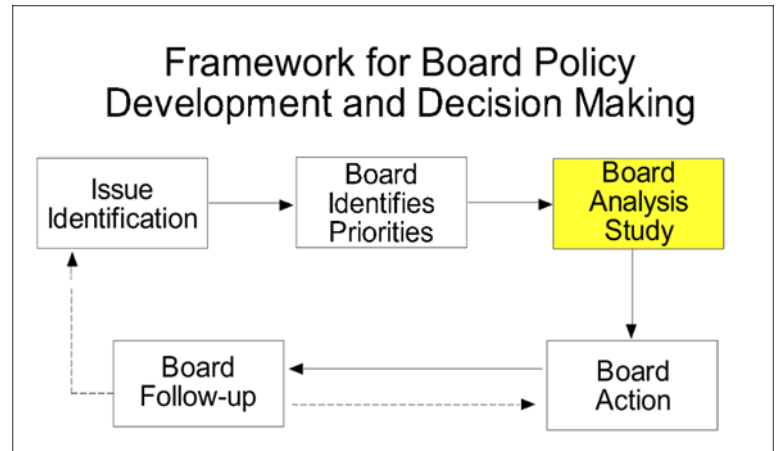 Framework for Board Policy
Development and Decision Making
Issue
Identification
Board
Identifies
Priorities
Board
Analysis
Study
Board
Follow-up
Board
Action